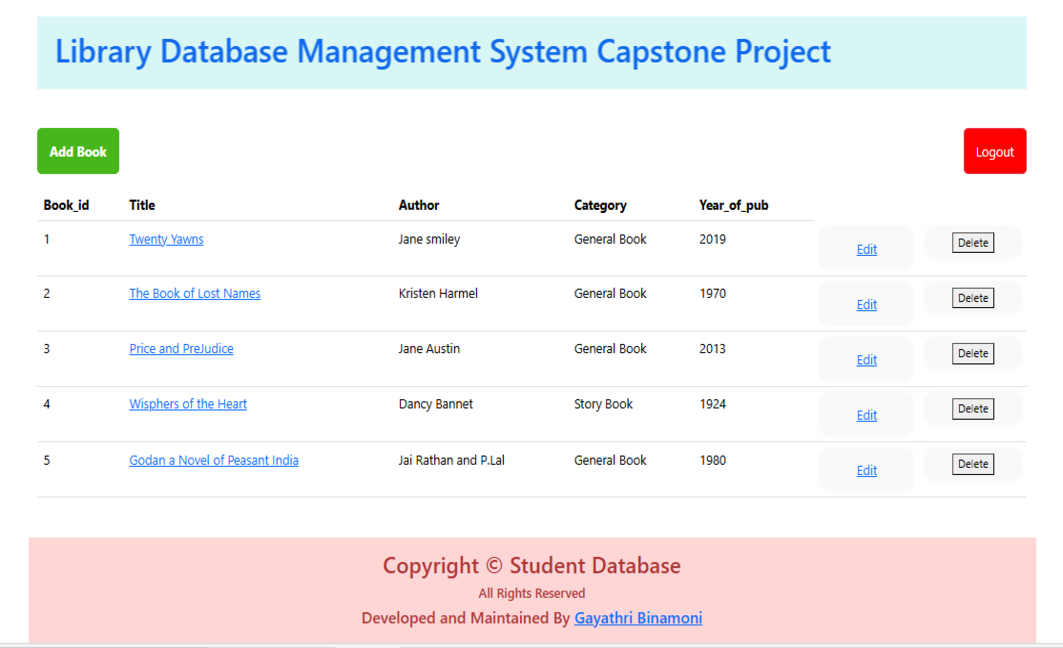 Library Database Management System Capstone Project
Add Book
Logout
Book_id Title Author Category Year_of_pub
1 Twenty Yawns Jane smiley General Book 2019 Edit Delete
2 The Book of Lost Names Kristen Harmel General Book 1970 Edit Delete
3 Price and PreJudice Jane Austin General Book 2013 Edit Delete
4 Wisphers of the Heart Dancy Bannet Story Book 1924 Edit Delete
5 Godan a Novel of Peasant India Jai Rathan and P.Lal General Book 1980 Edit Delete
Copyright © Student Database
All Rights Reserved
Developed and Maintained By Gayathri Binamoni